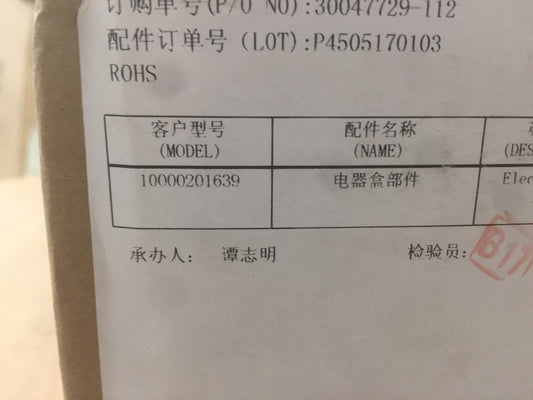 订购单号(P/O NO):30047729-112
配件订单号 (LOT):P4505170103
ROHS
客户型号 配件名称
(MODEL) (NAME) (DES
10000201639 电器盒部件 Elec
承办人: 谭志明 检验员:
B17